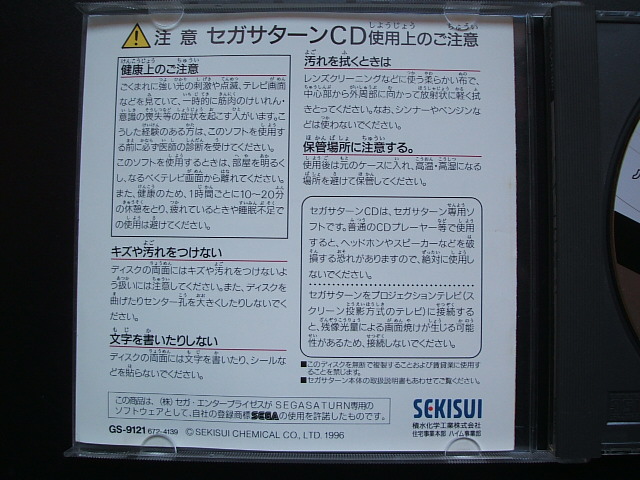 注意 セガサターンCD使用上のご注意
健康上のご注意
ごくまれに強い光の刺激や点滅、テレビ画面
などを見ていて、一時的に筋肉のけいれん・
意識の喪失等の症状を起こす人がいます。こ
うした経験のある方は、このソフトを使用す
る前に必ず医師の診断を受けてください。
このソフトを使用するときは、部屋を明るく
し、なるべくテレビ画面から離れてください。
また、健康のため、1時間ごとに10〜20分
の休憩をとり、疲れているときや睡眠不足で
の使用は避けてください。
キズや汚れをつけない
ディスクの両面にはキズや汚れをつけないよ
う扱いには注意してください。また、ディスクを
曲げたりセンター孔を大きくしたりしないでく
ださい。
文字を書いたりしない
ディスクの両面には文字を書いたり、シールな
どを貼らないでください。
汚れを拭くときは
レンズクリーニングなどに使う柔らかい布で、
中心部から外周部に向かって放射状に軽く拭
きとってください。なお、シンナーやベンジンな
どは使わないでください。
保管場所に注意する。
使用後は元のケースに入れ、高温・高湿になる
場所を避けて保管してください。
セガサターンCDは、セガサターン専用ソ
フトです。普通のCDプレーヤー等で使用
すると、ヘッドホンやスピーカーなどを破
損する恐れがありますので、絶対に使用し
ないでください。
セガサターンをプロジェクションテレビ(ス
クリーン投影方式のテレビ)に接続する
と、残像光量による画面焼けが生じる可能
性があるため、接続しないでください。
■このディスクを無断で複製することおよび賃貸業に使用す
ることを禁じます。
■セガサターン本体の取扱説明書もあわせてご覧ください。
この商品は、(株)セガ・エンタープライゼスが SEGASATURN専用の
ソフトウェアとして、自社の登録商標SEGAの使用を許諾したものです。
SEKISUI
積水化学工業株式会社
住宅事業本部 ハイム事業部
GS-9121 672-4139 © SEKISUI CHEMICAL CO., LTD. 1996